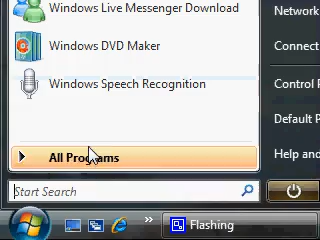 Windows Live Messenger Download
Network
Windows DVD Maker
Connect
Windows Speech Recognition
Control
Default P
All Programs
Help and
Start Search
Flashing